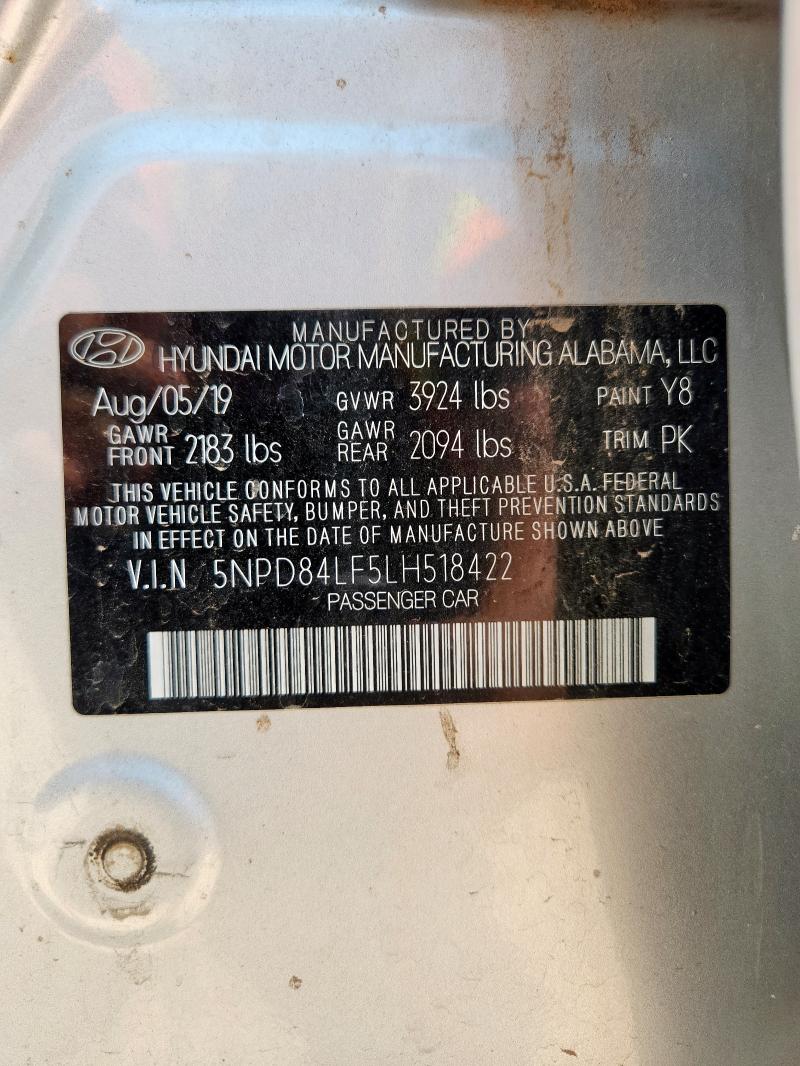 MANUFACTURED BY
HYUNDAI MOTOR MANUFACTURING ALABAMA, LLC
Aug/05/19 GVWR 3924 lbs PAINT Y8
GAWR FRONT 2183 lbs GAWR REAR 2094 lbs TRIM PK
THIS VEHICLE CONFORMS TO ALL APPLICABLE U.S.A. FEDERAL
MOTOR VEHICLE SAFETY, BUMPER, AND THEFT PREVENTION STANDARDS
IN EFFECT ON THE DATE OF MANUFACTURE SHOWN ABOVE
V.I.N 5NPD84LF5LH518422
PASSENGER CAR